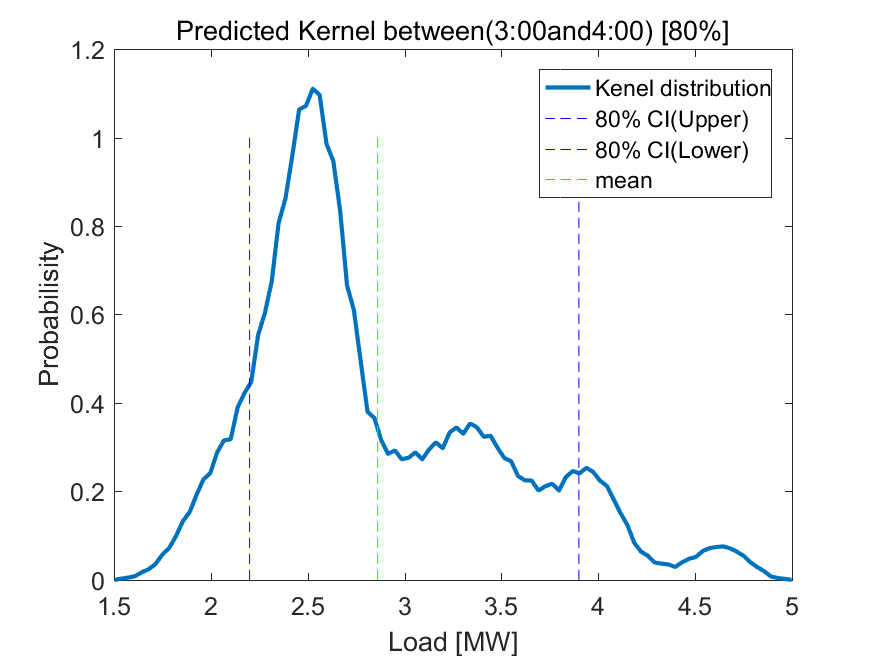 Predicted Kernel between(3:00and4:00) [80%]
1.2
1
0.8
0.6
0.4
0.2
0
Probabilisity
Kenel distribution
80% CI(Upper)
80% CI(Lower)
mean
1.5 2 2.5 3 3.5 4 4.5 5
Load [MW]